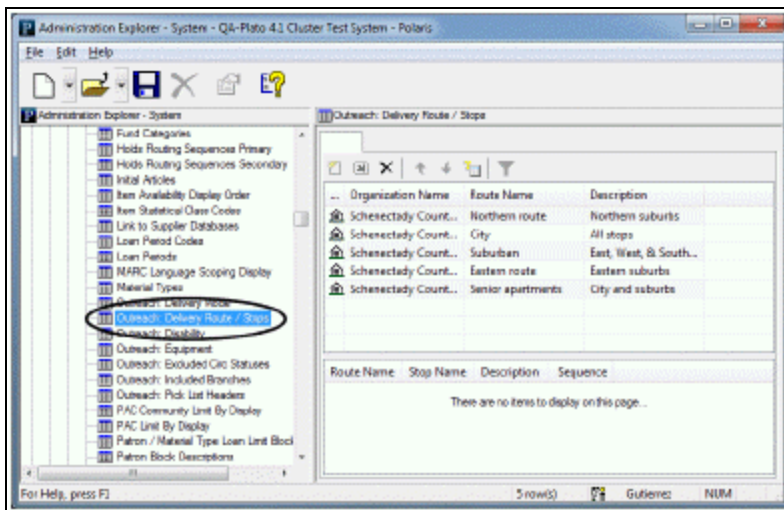 Administration Explorer - System - QA-Plato 4.1 Cluster Test System - Polaris
File Edit Help
Administration Explorer - System
Fund Categories
Holds Routing Sequences Primary
Holds Routing Sequences Secondary
Initial Articles
Item Availability Display Order
Item Statistical Class Codes
Link to Supplier Databases
Loan Period Codes
Loan Periods
MARC Language Scoping Display
Material Types
Outreach: Delivery Mode
Outreach: Delivery Route / Stops
Outreach: Disability
Outreach: Equipment
Outreach: Excluded Circ Statuses
Outreach: Included Branches
Outreach: Pick List Headers
PAC Community Limit By Display
PAC Limit By Display
Patron / Material Type Loan Limit Block
Patron Block Descriptions
Outreach: Delivery Route / Stops
... Organization Name Route Name Description
Schenectady Count... Northern route Northern suburbs
Schenectady Count... City All stops
Schenectady Count... Suburban East, West, & South...
Schenectady Count... Eastern route Eastern suburbs
Schenectady Count... Senior apartments City and suburbs
Route Name Stop Name Description Sequence
There are no items to display on this page...
For Help, press F1 5 row(s) Gutierrez NUM